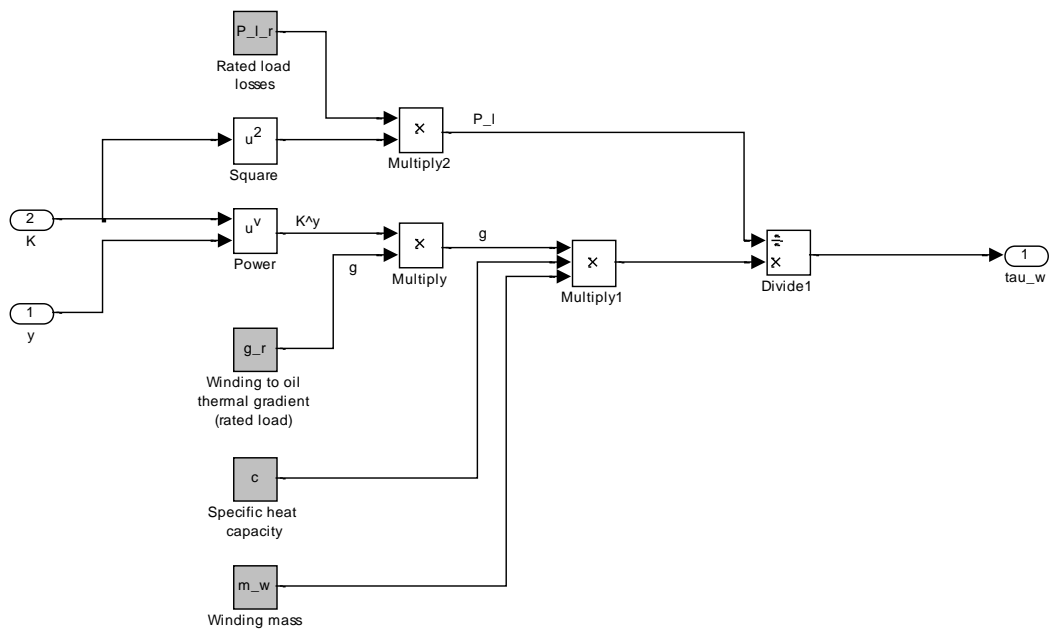 P_l_r
Rated load
losses
u2
Square
×
Multiply2
P_l
2
K
uv
Power
K^y
g
×
Multiply
g
×
Multiply1
÷
×
Divide1
1
tau_w
1
y
g_r
Winding to oil
thermal gradient
(rated load)
c
Specific heat
capacity
m_w
Winding mass